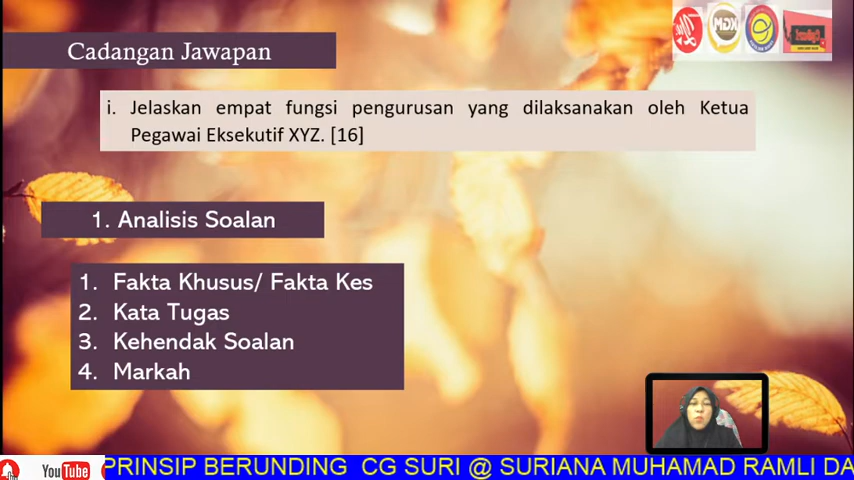 Cadangan Jawapan
KGM
i. Jelaskan empat fungsi pengurusan yang dilaksanakan oleh Ketua
Pegawai Eksekutif XYZ. [16]
1. Analisis Soalan
1. Fakta Khusus/ Fakta Kes
2. Kata Tugas
3. Kehendak Soalan
4. Markah
YouTube
PRINSIP BERUNDING CG SURI @ SURIANA MUHAMAD RAMLI DA